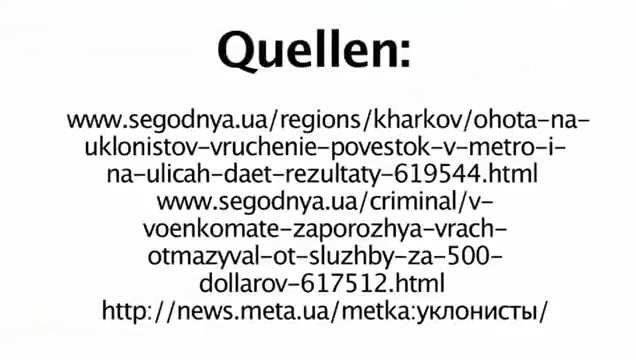 Quellen:
www.segodnya.ua/regions/kharkov/ohota-na-
uklonistov-vruchenie-povestok-v-metro-i-
na-ulicah-daet-rezultaty-619544.html
www.segodnya.ua/criminal/v-
voenkomate-zaporozhya-vrach-
otmazyval-ot-sluzhby-za-500-
dollarov-617512.html
http://news.meta.ua/metka:уклонисты/